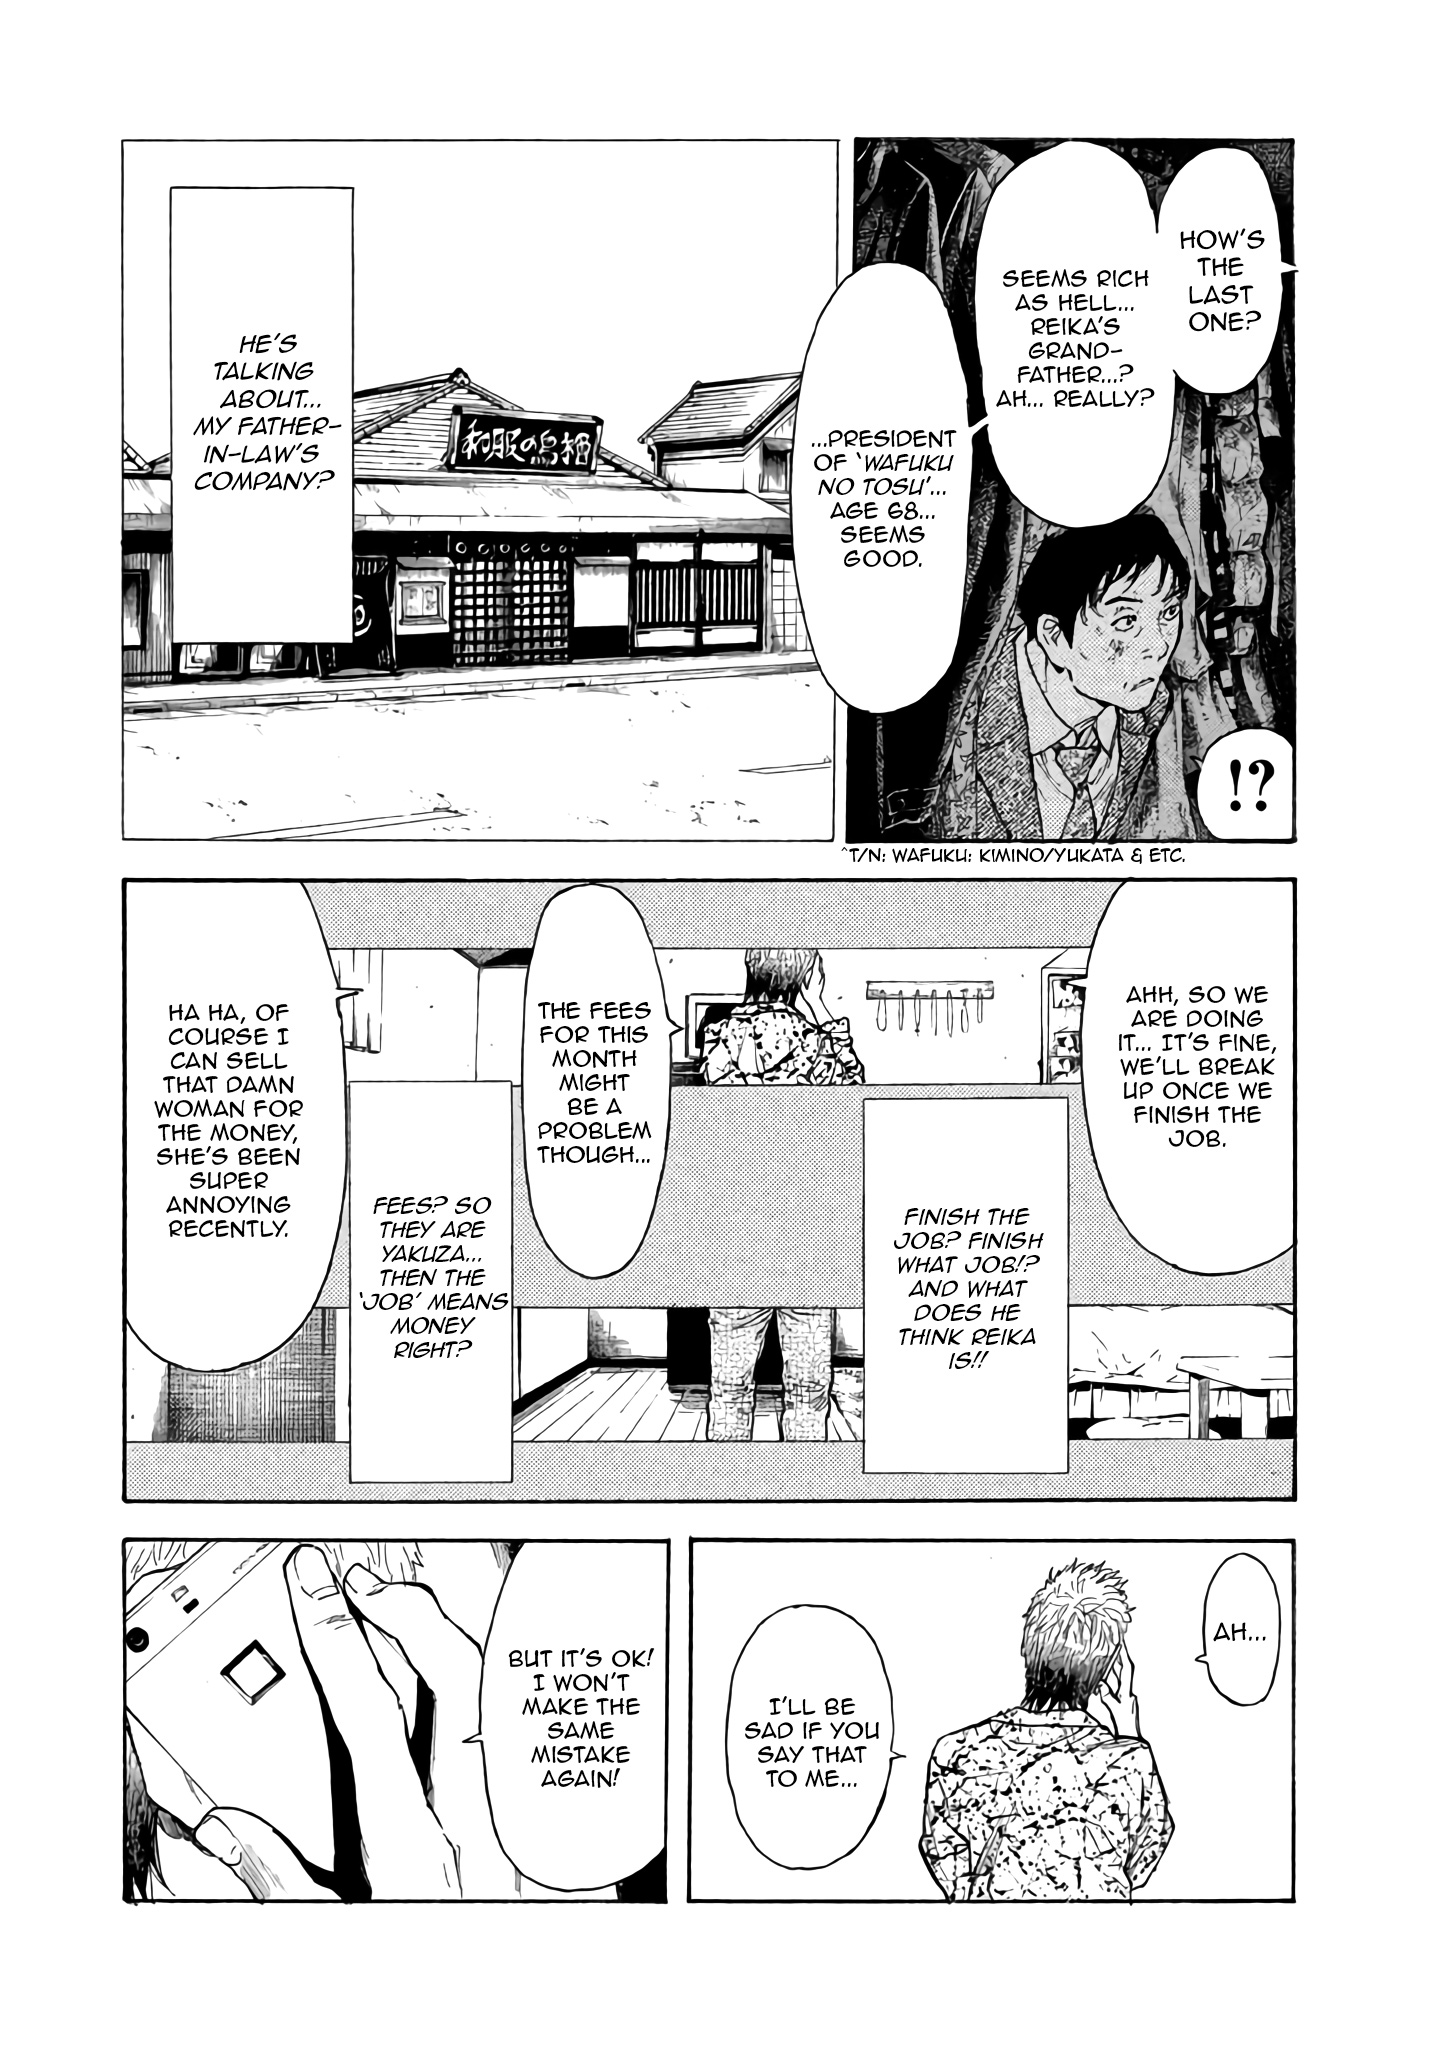 HOW'S
THE
LAST
ONE?
SEEMS RICH
AS HELL...
REIKA'S
GRAND-
FATHER...?
AH... REALLY?
...PRESIDENT
OF 'WAFUKU
NO TOSU'...
AGE 68...
SEEMS
GOOD.
!?
^T/N: WAFUKU: KIMINO/YUKATA & ETC.
HE'S
TALKING
ABOUT...
MY FATHER-
IN-LAW'S
COMPANY?
和服の鳥栖
AHH, SO WE
ARE DOING
IT... IT'S FINE,
WE'LL BREAK
UP ONCE WE
FINISH THE
JOB.
FINISH THE
JOB? FINISH
WHAT JOB!?
AND WHAT
DOES HE
THINK REIKA
IS!!
THE FEES
FOR THIS
MONTH
MIGHT
BE A
PROBLEM
THOUGH...
FEES? SO
THEY ARE
YAKUZA...
THEN THE
'JOB' MEANS
MONEY
RIGHT?
HA HA, OF
COURSE I
CAN SELL
THAT DAMN
WOMAN FOR
THE MONEY,
SHE'S BEEN
SUPER
ANNOYING
RECENTLY.
AH...
I'LL BE
SAD IF YOU
SAY THAT
TO ME...
BUT IT'S OK!
I WON'T
MAKE THE
SAME
MISTAKE
AGAIN!